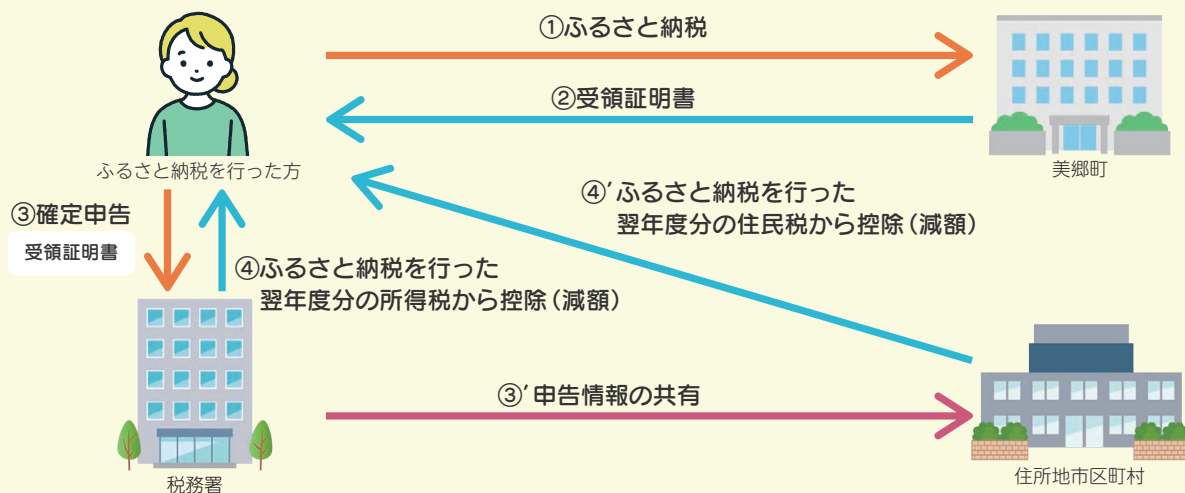 ①ふるさと納税
②受領証明書
ふるさと納税を行った方
美郷町
③確定申告
受領証明書
④ふるさと納税を行った
翌年度分の所得税から控除（減額）
④’ふるさと納税を行った
翌年度分の住民税から控除（減額）
③’申告情報の共有
税務署
住所地市区町村